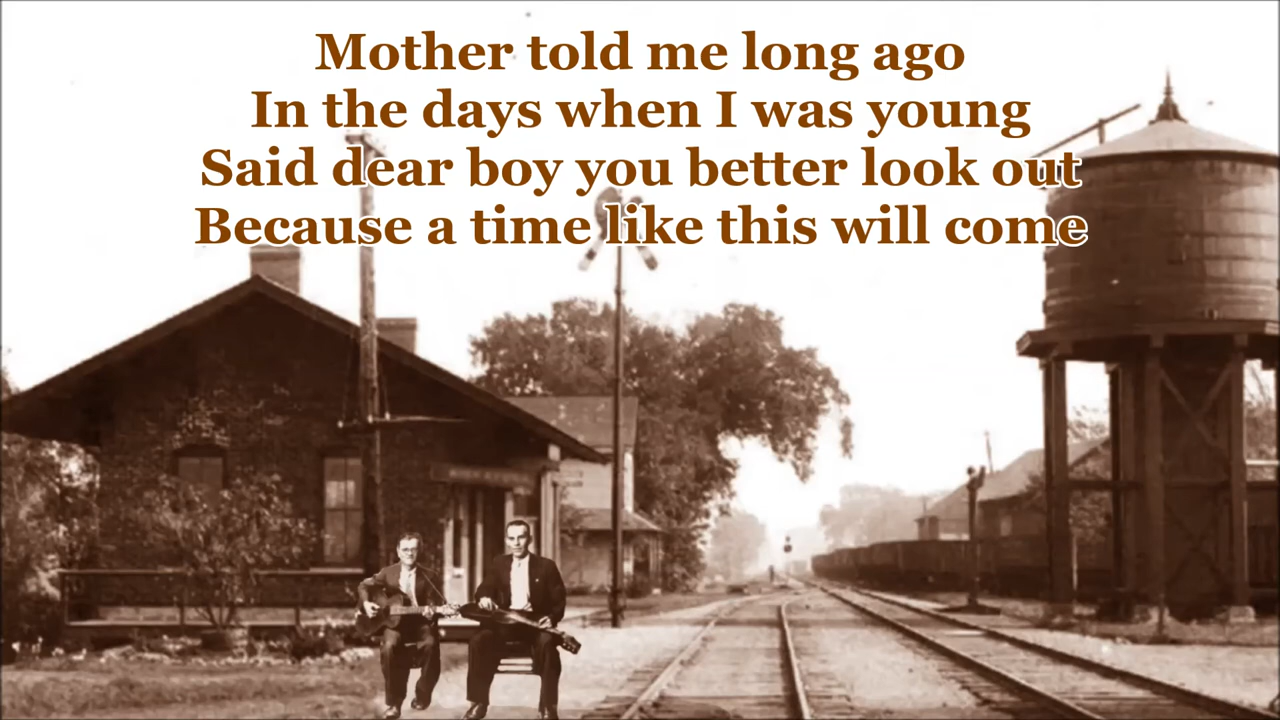 Mother told me long ago
In the days when I was young
Said dear boy you better look out
Because a time like this will come